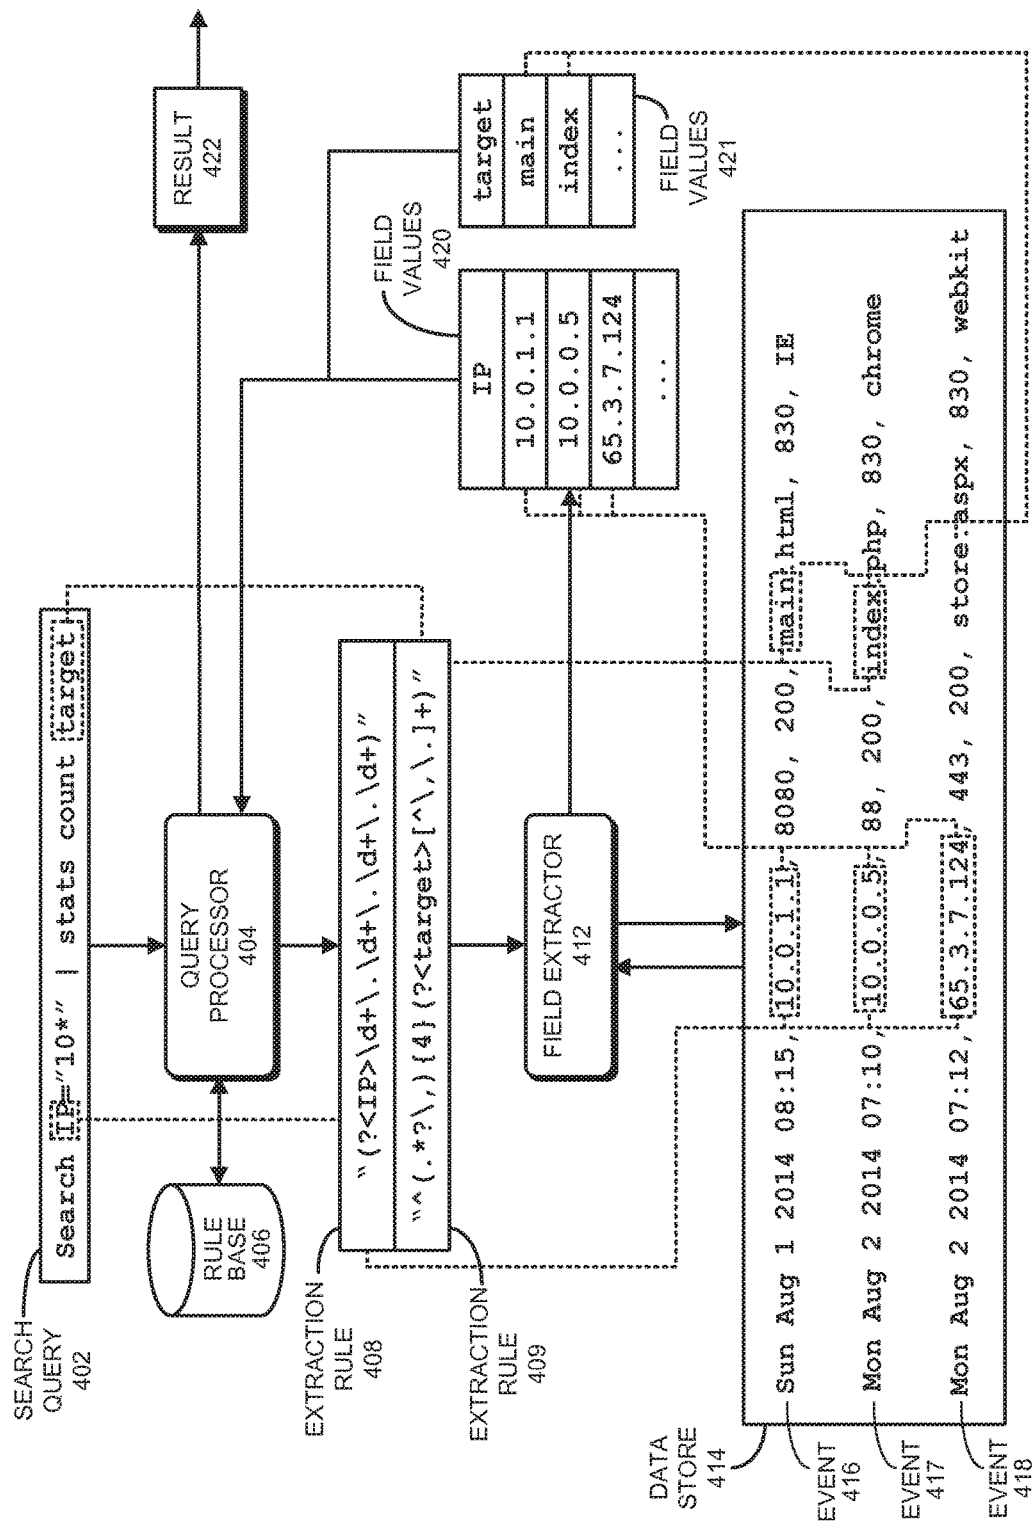 SEARCH
QUERY
402
Search IP="10*" | stats count target
RULE
BASE
406
QUERY
PROCESSOR
404
RESULT
422
EXTRACTION
RULE
408
"(?<IP>\d+\.\d+\.\d+\.\d+)"
"^(.*?\,){4}(?<target>[^\,\.]+)"
EXTRACTION
RULE
409
FIELD EXTRACTOR
412
FIELD
VALUES
420
IP
10.0.1.1
10.0.0.5
65.3.7.124
...
target
main
index
...
FIELD
VALUES
421
DATA
STORE
414
EVENT
416
Sun Aug 1 2014 08:15, 10.0.1.1, 8080, 200, main.html, 830, IE
EVENT
417
Mon Aug 2 2014 07:10, 10.0.0.5, 88, 200, index.php, 830, chrome
EVENT
418
Mon Aug 2 2014 07:12, 65.3.7.124, 443, 200, store.aspx, 830, webkit